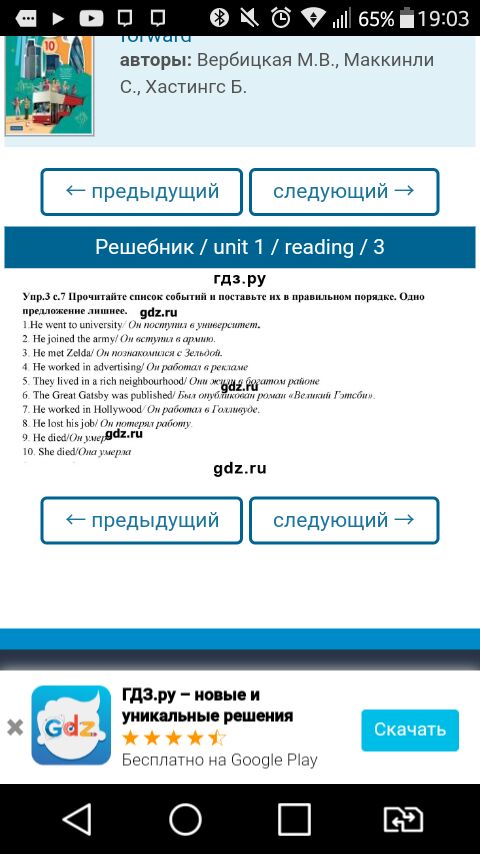 65% 19:03
forward
авторы: Вербицкая М.В., Маккинли
С., Хастингс Б.
10
← предыдущий
следующий →
Решебник / unit 1 / reading / 3
гдз.ру
Упр.3 с.7 Прочитайте список событий и поставьте их в правильном порядке. Одно
предложение лишнее.
gdz.ru
1.He went to university/ Он поступил в университет.
2. He joined the army/ Он вступил в армию.
3. He met Zelda/ Он познакомился с Зельдой.
4. He worked in advertising/ Он работал в рекламе
5. They lived in a rich neighbourhood/ Они жили в богатом районе
gdz.ru
6. The Great Gatsby was published/ Был опубликован роман «Великий Гэтсби».
7. He worked in Hollywood/ Он работал в Голливуде.
8. He lost his job/ Он потерял работу.
9. He died/Он умер
gdz.ru
10. She died/Она умерла
gdz.ru
← предыдущий
следующий →
Gdz
ГДЗ.ру – новые и
уникальные решения
Бесплатно на Google Play
Скачать